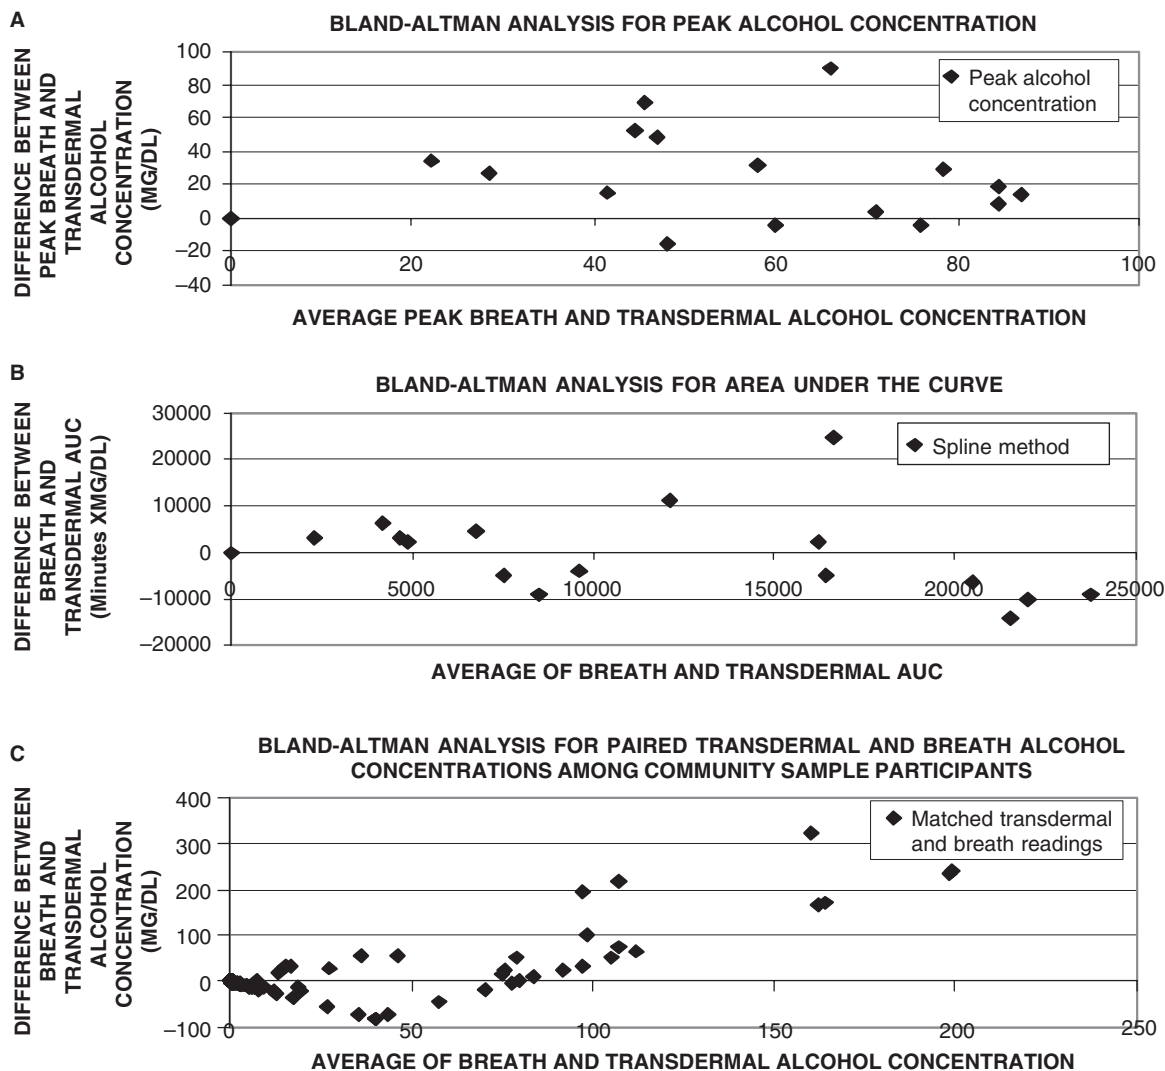 A
BLAND-ALTMAN ANALYSIS FOR PEAK ALCOHOL CONCENTRATION
DIFFERENCE BETWEEN
PEAK BREATH AND
TRANSDERMAL
ALCOHOL
CONCENTRATION
(MG/DL)
100
80
60
40
20
0
–20
–40
Peak alcohol
concentration
0 20 40 60 80 100
AVERAGE PEAK BREATH AND TRANSDERMAL ALCOHOL CONCENTRATION
B
BLAND-ALTMAN ANALYSIS FOR AREA UNDER THE CURVE
DIFFERENCE BETWEEN
BREATH AND
TRANSDERMAL AUC
(Minutes XMG/DL)
30000
20000
10000
0
–10000
–20000
Spline method
0 5000 10000 15000 20000 25000
AVERAGE OF BREATH AND TRANSDERMAL AUC
C
BLAND-ALTMAN ANALYSIS FOR PAIRED TRANSDERMAL AND BREATH ALCOHOL
CONCENTRATIONS AMONG COMMUNITY SAMPLE PARTICIPANTS
DIFFERENCE BETWEEN
BREATH AND
TRANSDERMAL
ALCOHOL
CONCENTRATION
(MG/DL)
400
300
200
100
0
–100
Matched transdermal
and breath readings
0 50 100 150 200 250
AVERAGE OF BREATH AND TRANSDERMAL ALCOHOL CONCENTRATION